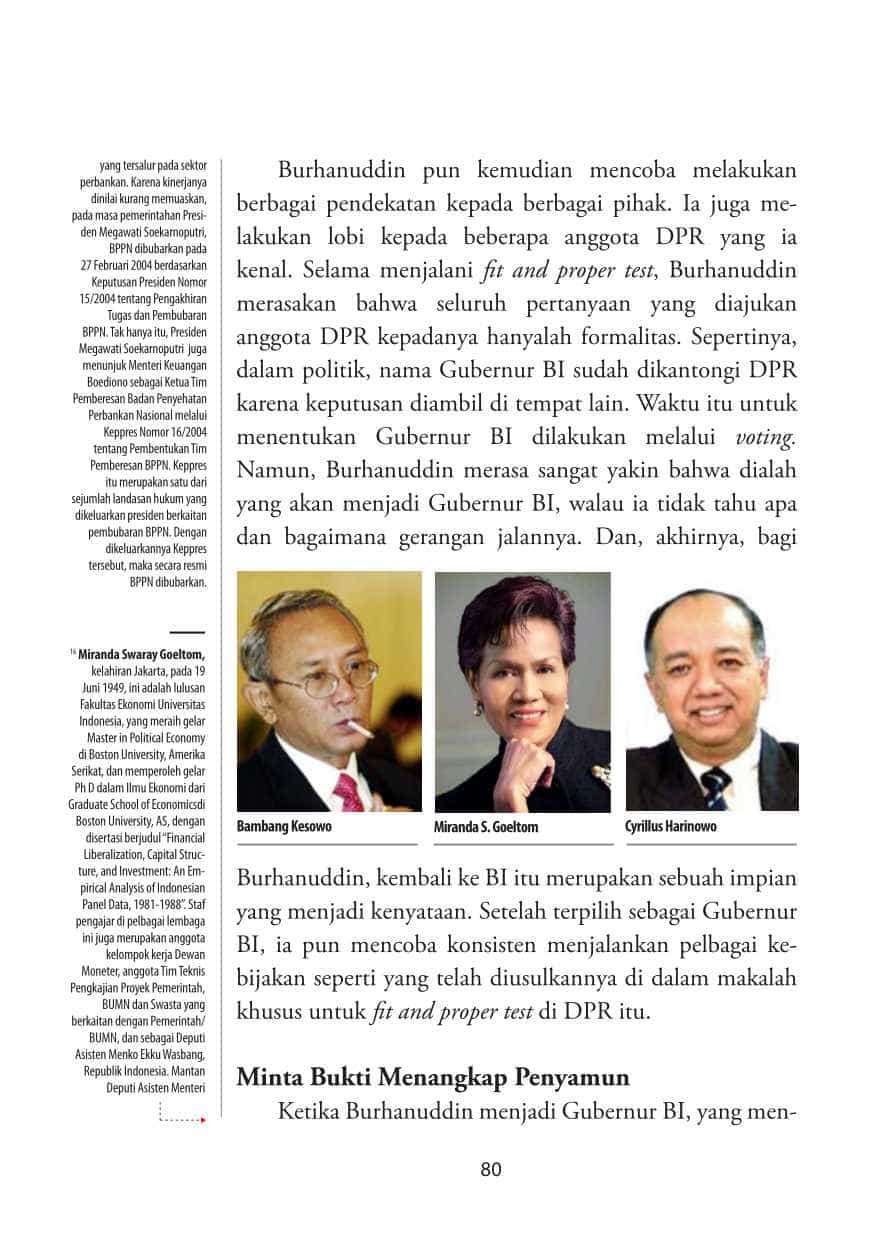 yang tersalur pada sektor
perbankan. Karena kinerjanya
dinilai kurang memuaskan,
pada masa pemerintahan Presi-
den Megawati Soekarnoputri,
BPPN dibubarkan pada
27 Februari 2004 berdasarkan
Keputusan Presiden Nomor
15/2004 tentang Pengakhiran
Tugas dan Pembubaran
BPPN. Tak hanya itu, Presiden
Megawati Soekarnoputri juga
menunjuk Menteri Keuangan
Boediono sebagai Ketua Tim
Pemberesan Badan Penyehatan
Perbankan Nasional melalui
Keppres Nomor 16/2004
tentang Pembentukan Tim
Pemberesan BPPN. Keppres
itu merupakan satu dari
sejumlah landasan hukum yang
dikeluarkan presiden berkaitan
pembubaran BPPN. Dengan
dikeluarkannya Keppres
tersebut, maka secara resmi
BPPN dibubarkan.
16 Miranda Swaray Goeltom,
kelahiran Jakarta, pada 19
Juni 1949, ini adalah lulusan
Fakultas Ekonomi Universitas
Indonesia, yang meraih gelar
Master in Political Economy
di Boston University, Amerika
Serikat, dan memperoleh gelar
Ph D dalam Ilmu Ekonomi dari
Graduate School of Economicsdi
Boston University, AS, dengan
disertasi berjudul “Financial
Liberalization, Capital Struc-
ture, and Investment: An Em-
pirical Analysis of Indonesian
Panel Data, 1981-1988”. Staf
pengajar di pelbagai lembaga
ini juga merupakan anggota
kelompok kerja Dewan
Moneter, anggota Tim Teknis
Pengkajian Proyek Pemerintah,
BUMN dan Swasta yang
berkaitan dengan Pemerintah/
BUMN, dan sebagai Deputi
Asisten Menko Ekku Wasbang,
Republik Indonesia. Mantan
Deputi Asisten Menteri
Burhanuddin pun kemudian mencoba melakukan
berbagai pendekatan kepada berbagai pihak. Ia juga me-
lakukan lobi kepada beberapa anggota DPR yang ia
kenal. Selama menjalani fit and proper test, Burhanuddin
merasakan bahwa seluruh pertanyaan yang diajukan
anggota DPR kepadanya hanyalah formalitas. Sepertinya,
dalam politik, nama Gubernur BI sudah dikantongi DPR
karena keputusan diambil di tempat lain. Waktu itu untuk
menentukan Gubernur BI dilakukan melalui voting.
Namun, Burhanuddin merasa sangat yakin bahwa dialah
yang akan menjadi Gubernur BI, walau ia tidak tahu apa
dan bagaimana gerangan jalannya. Dan, akhirnya, bagi
Bambang Kesowo
Miranda S. Goeltom
Cyrillus Harinowo
Burhanuddin, kembali ke BI itu merupakan sebuah impian
yang menjadi kenyataan. Setelah terpilih sebagai Gubernur
BI, ia pun mencoba konsisten menjalankan pelbagai ke-
bijakan seperti yang telah diusulkannya di dalam makalah
khusus untuk fit and proper test di DPR itu.
Minta Bukti Menangkap Penyamun
Ketika Burhanuddin menjadi Gubernur BI, yang men-
80